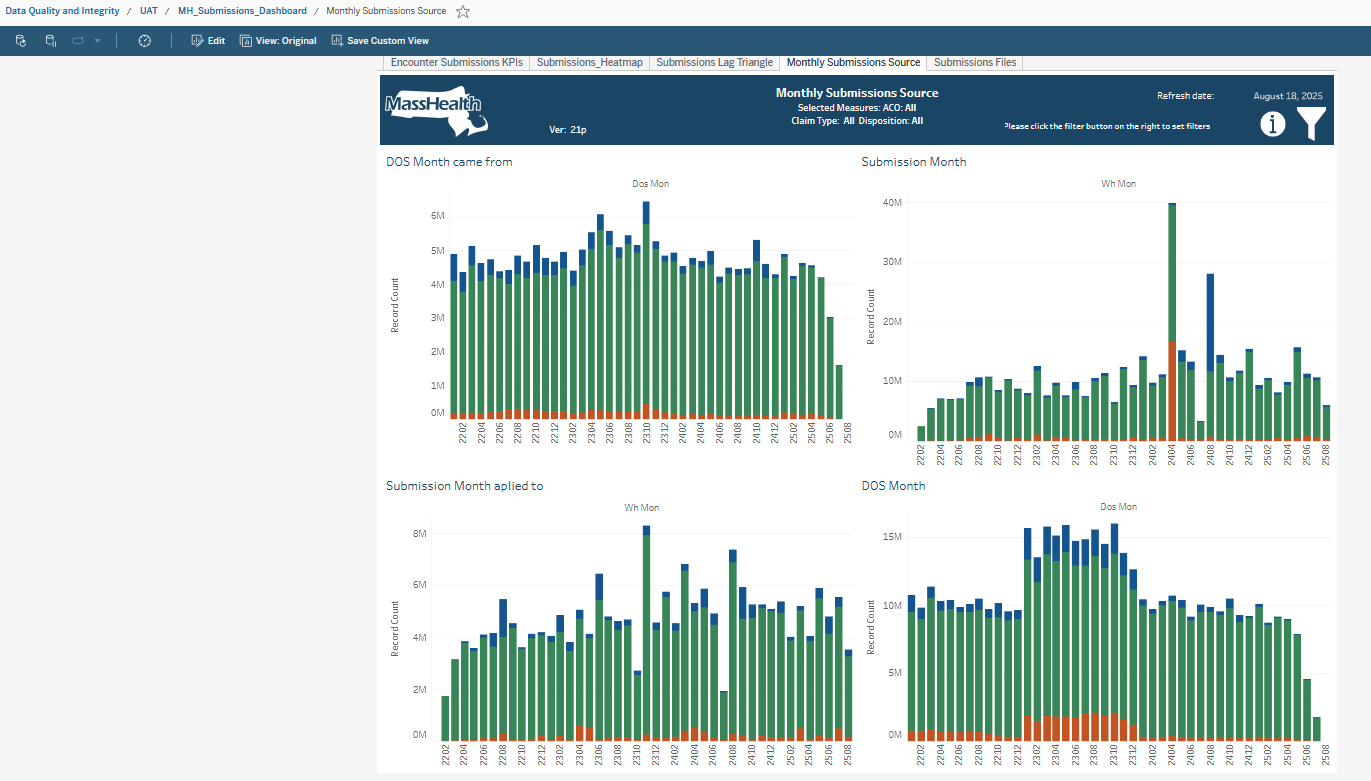 Data Quality and Integrity / UAT / MH_Submissions_Dashboard / Monthly Submissions Source
Edit View: Original Save Custom View
Encounter Submissions KPIs Submissions_Heatmap Submissions Lag Triangle Monthly Submissions Source Submissions Files
MassHealth
Ver: 21p
Monthly Submissions Source
Selected Measures: ACO: All
Claim Type: All Disposition: All
Refresh date: August 18, 2025
Please click the filter button on the right to set filters
DOS Month came from
Dos Mon
Record Count
6M
5M
4M
3M
2M
1M
0M
2202 2204 2206 2208 2210 2212 2302 2304 2306 2308 2310 2312 2402 2404 2406 2408 2410 2412 2502 2504 2506 2508
Submission Month
Wh Mon
Record Count
40M
30M
20M
10M
0M
2202 2204 2206 2208 2210 2212 2302 2304 2306 2308 2310 2312 2402 2404 2406 2408 2410 2412 2502 2504 2506 2508
Submission Month aplied to
Wh Mon
Record Count
8M
6M
4M
2M
0M
2202 2204 2206 2208 2210 2212 2302 2304 2306 2308 2310 2312 2402 2404 2406 2408 2410 2412 2502 2504 2506 2508
DOS Month
Dos Mon
Record Count
15M
10M
5M
0M
2202 2204 2206 2208 2210 2212 2302 2304 2306 2308 2310 2312 2402 2404 2406 2408 2410 2412 2502 2504 2506 2508